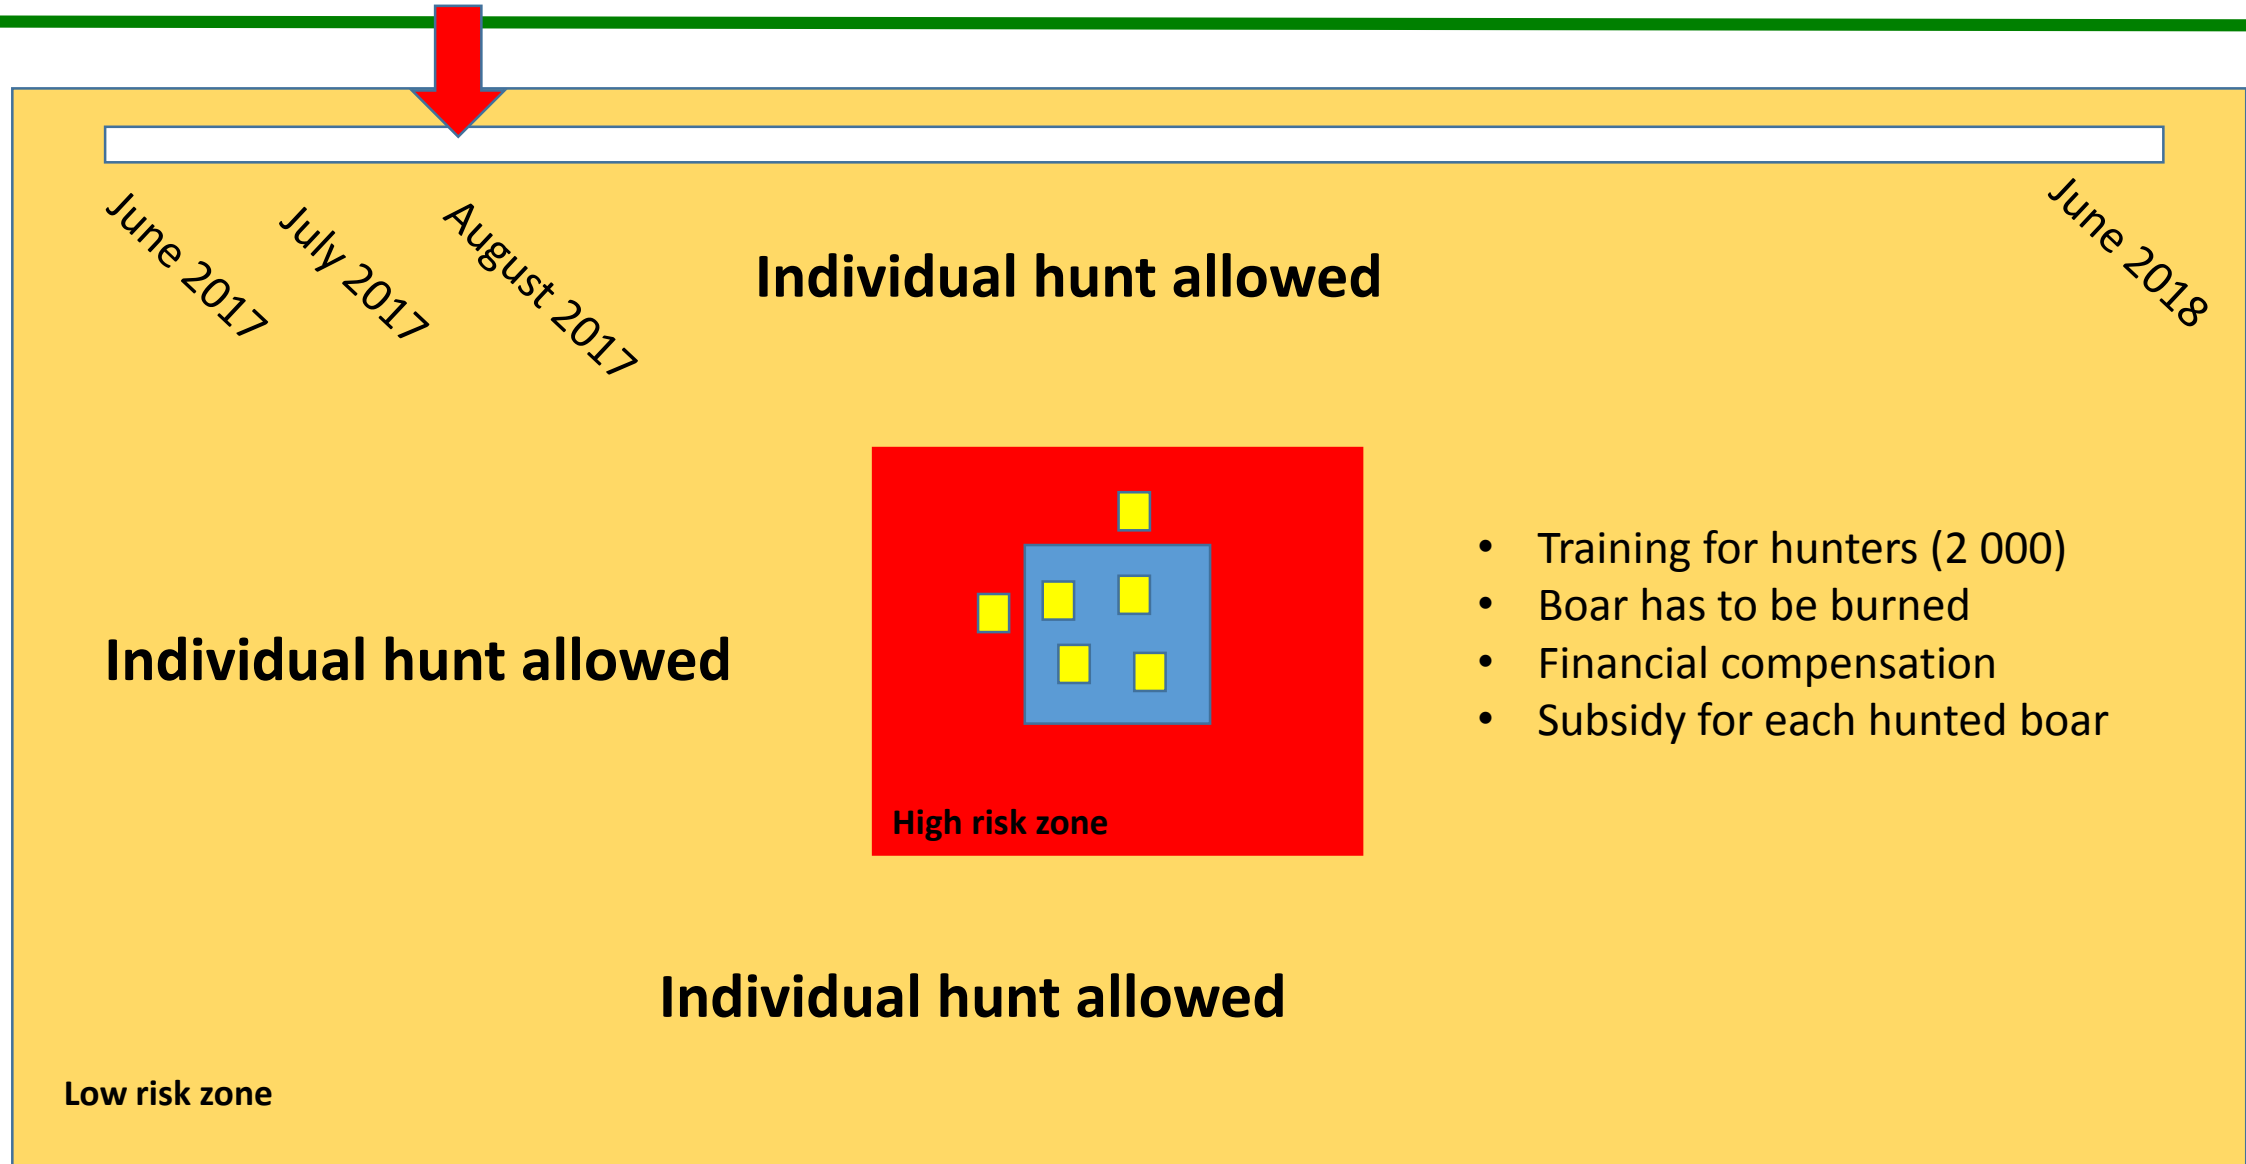 June 2017
July 2017
August 2017
June 2018
Individual hunt allowed
Individual hunt allowed
High risk zone
• Training for hunters (2 000)
• Boar has to be burned
• Financial compensation
• Subsidy for each hunted boar
Individual hunt allowed
Low risk zone